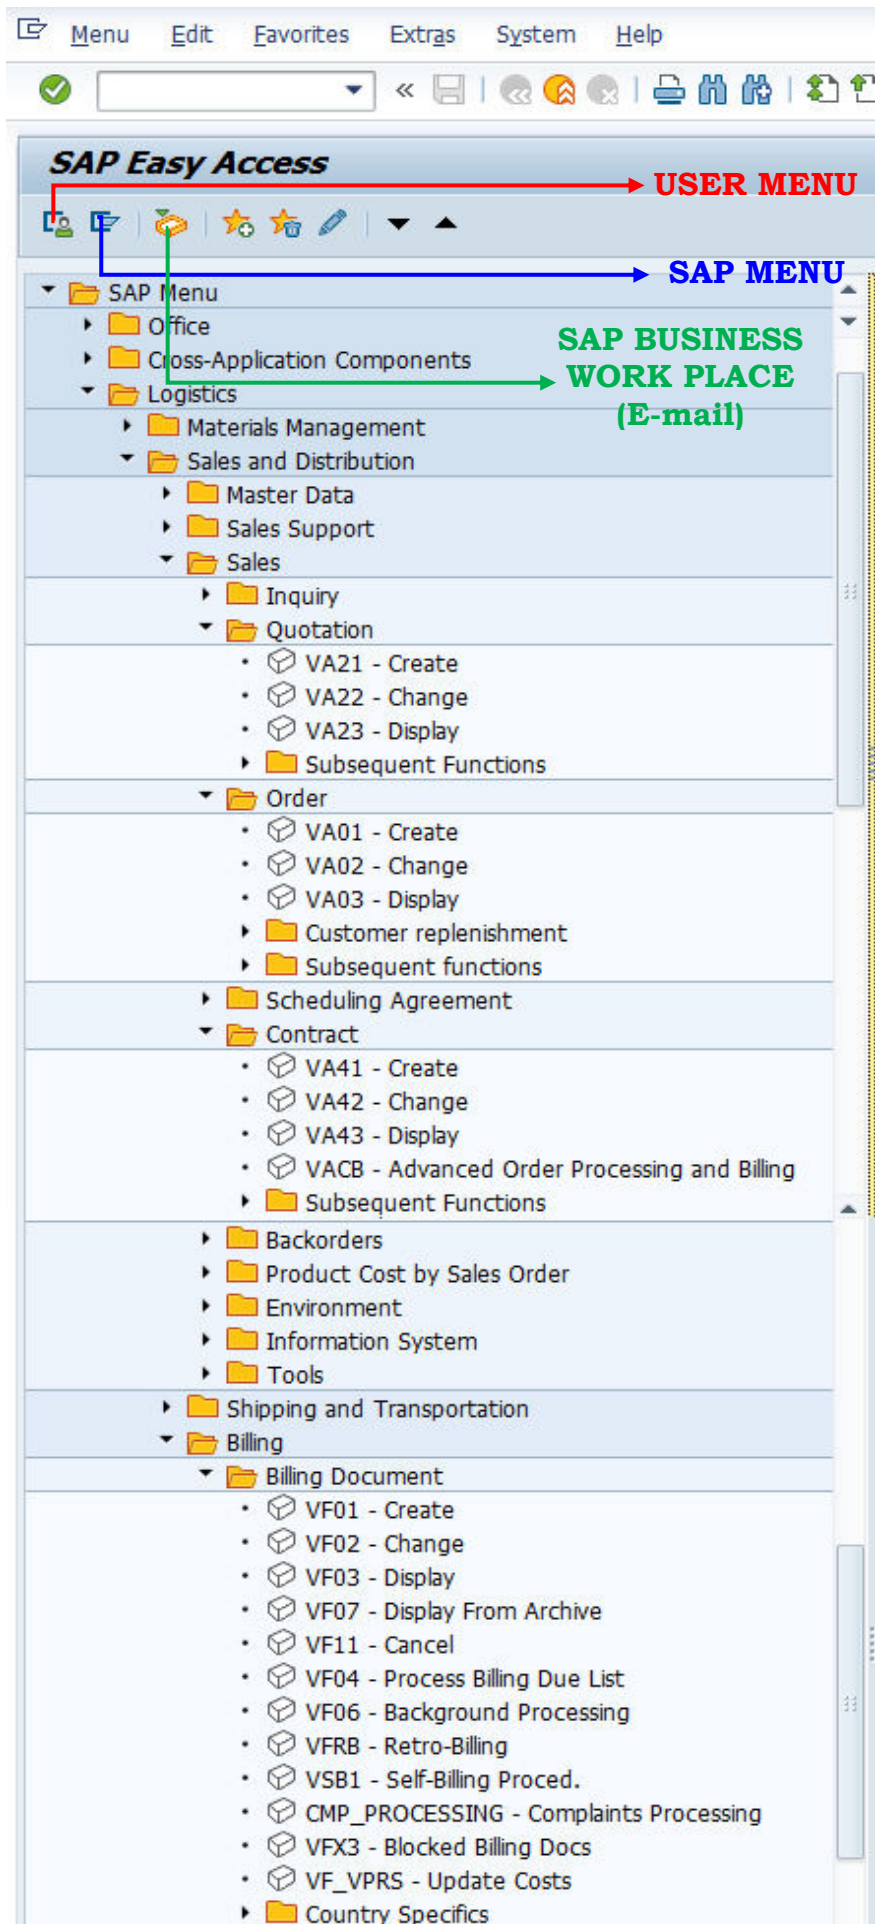 Menu Edit Favorites Extras System Help
SAP Easy Access
USER MENU
SAP MENU
SAP Menu
Office
SAP BUSINESS
WORK PLACE
(E-mail)
Cross-Application Components
Logistics
Materials Management
Sales and Distribution
Master Data
Sales Support
Sales
Inquiry
Quotation
VA21 - Create
VA22 - Change
VA23 - Display
Subsequent Functions
Order
VA01 - Create
VA02 - Change
VA03 - Display
Customer replenishment
Subsequent functions
Scheduling Agreement
Contract
VA41 - Create
VA42 - Change
VA43 - Display
VACB - Advanced Order Processing and Billing
Subsequent Functions
Backorders
Product Cost by Sales Order
Environment
Information System
Tools
Shipping and Transportation
Billing
Billing Document
VF01 - Create
VF02 - Change
VF03 - Display
VF07 - Display From Archive
VF11 - Cancel
VF04 - Process Billing Due List
VF06 - Background Processing
VFRB - Retro-Billing
VSB1 - Self-Billing Proced.
CMP_PROCESSING - Complaints Processing
VFX3 - Blocked Billing Docs
VF_VPRS - Update Costs
Country Specifics